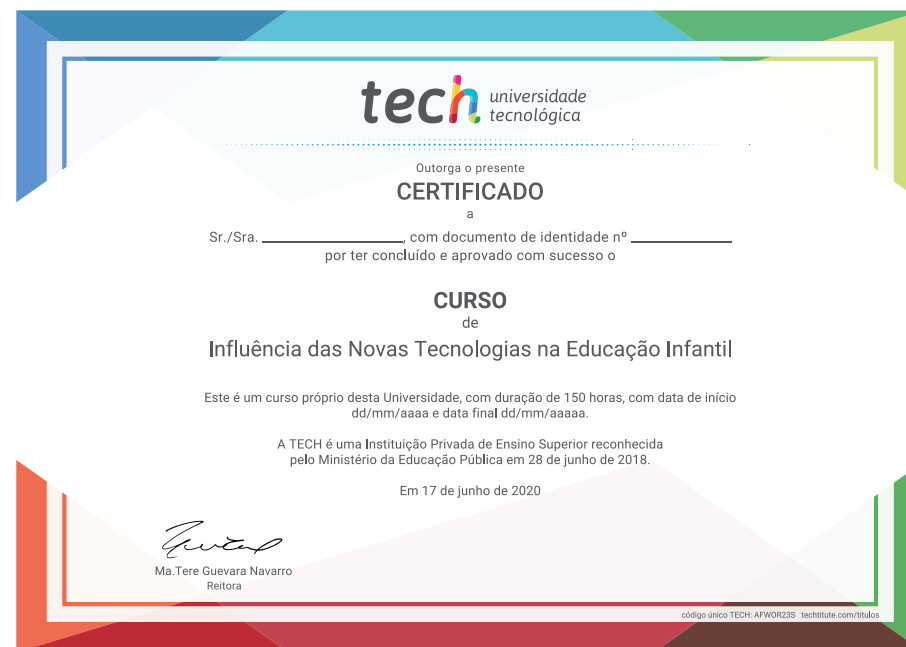 tech universidade
tecnológica
Outorga o presente
CERTIFICADO
a
Sr./Sra. ____________, com documento de identidade nº ____________
por ter concluído e aprovado com sucesso o
CURSO
de
Influência das Novas Tecnologias na Educação Infantil
Este é um curso próprio desta Universidade, com duração de 150 horas, com data de início
dd/mm/aaaa e data final dd/mm/aaaaa.
A TECH é uma Instituição Privada de Ensino Superior reconhecida
pelo Ministério da Educação Pública em 28 de junho de 2018.
Em 17 de junho de 2020
Ma.Tere Guevara Navarro
Reitora
código único TECH: AFWOR23S techtitute.com/titulos